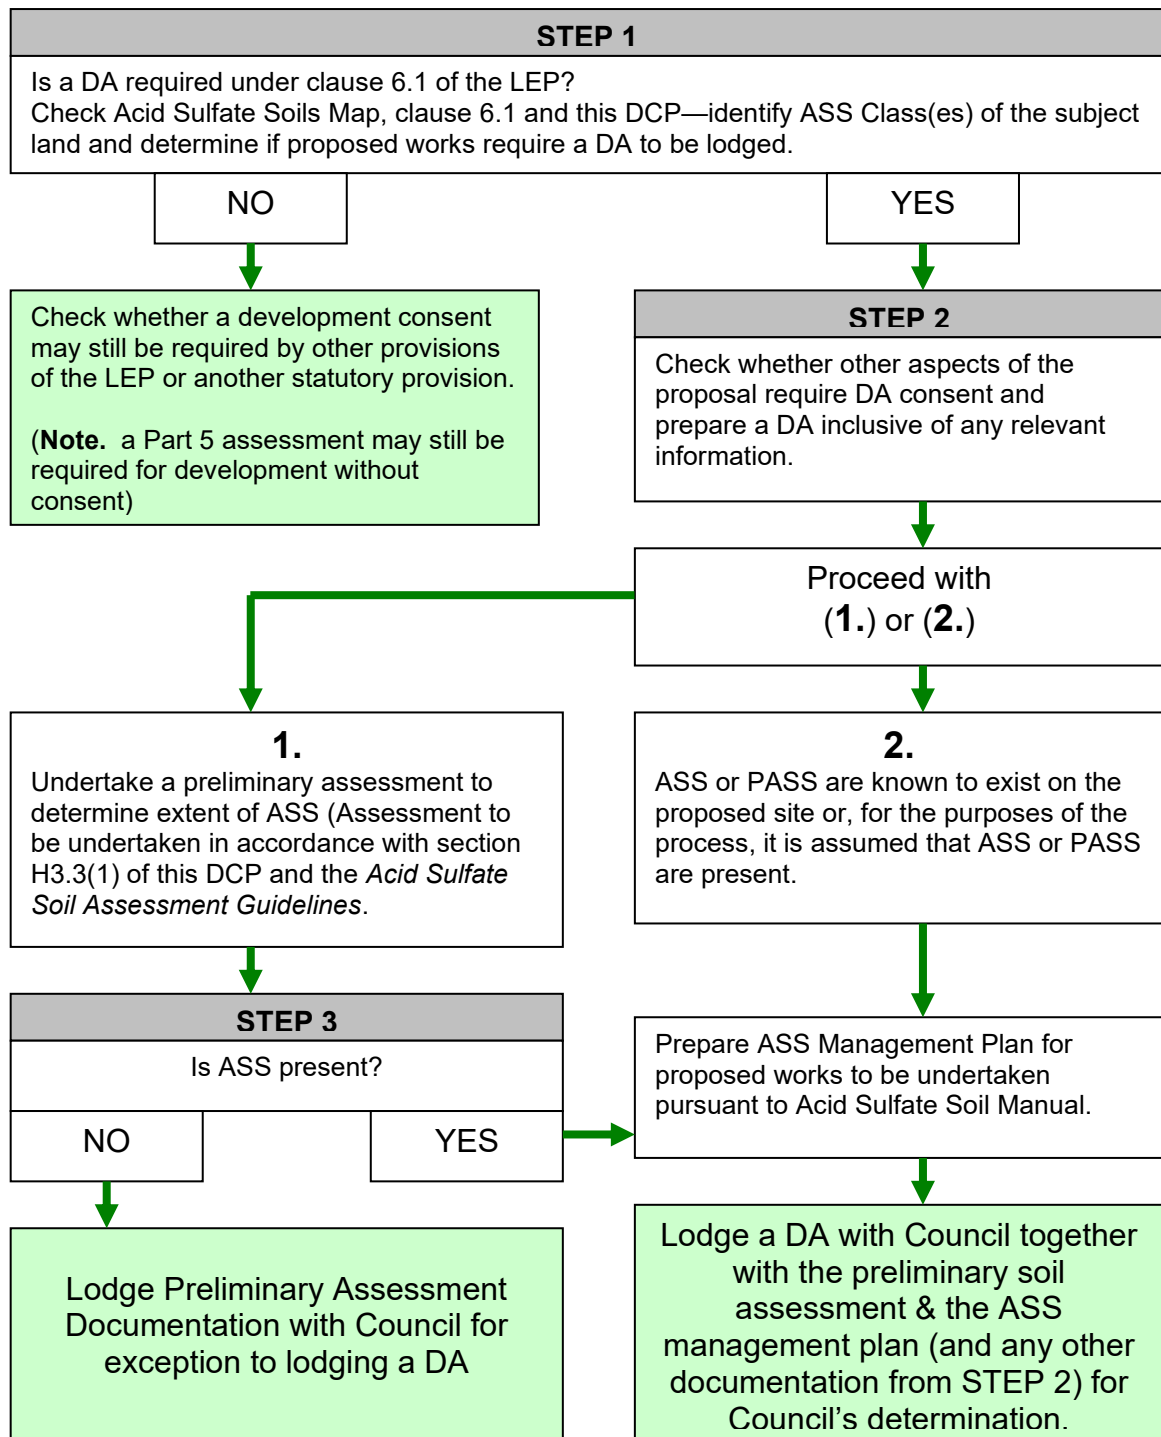 STEP 1
Is a DA required under clause 6.1 of the LEP?
Check Acid Sulfate Soils Map, clause 6.1 and this DCP—identify ASS Class(es) of the subject
land and determine if proposed works require a DA to be lodged.
NO
YES
Check whether a development consent
may still be required by other provisions
of the LEP or another statutory provision.
(Note. a Part 5 assessment may still be
required for development without
consent)
STEP 2
Check whether other aspects of the
proposal require DA consent and
prepare a DA inclusive of any relevant
information.
Proceed with
(1.) or (2.)
1.
Undertake a preliminary assessment to
determine extent of ASS (Assessment to
be undertaken in accordance with section
H3.3(1) of this DCP and the Acid Sulfate
Soil Assessment Guidelines.
2.
ASS or PASS are known to exist on the
proposed site or, for the purposes of the
process, it is assumed that ASS or PASS
are present.
STEP 3
Is ASS present?
NO
YES
Prepare ASS Management Plan for
proposed works to be undertaken
pursuant to Acid Sulfate Soil Manual.
Lodge Preliminary Assessment
Documentation with Council for
exception to lodging a DA
Lodge a DA with Council together
with the preliminary soil
assessment & the ASS
management plan (and any other
documentation from STEP 2) for
Council's determination.